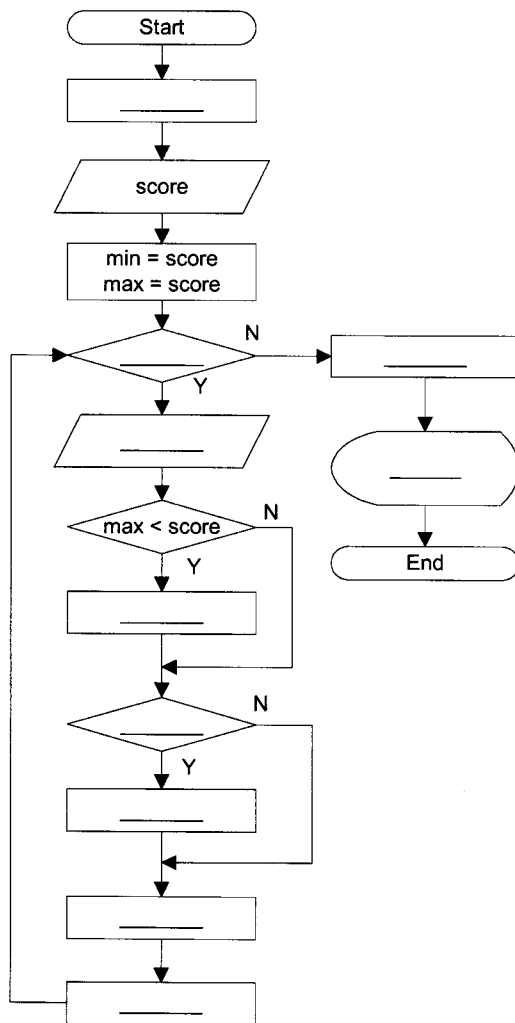 Start
score
min = score
max = score
N
Y
max < score
N
Y
End
N
Y